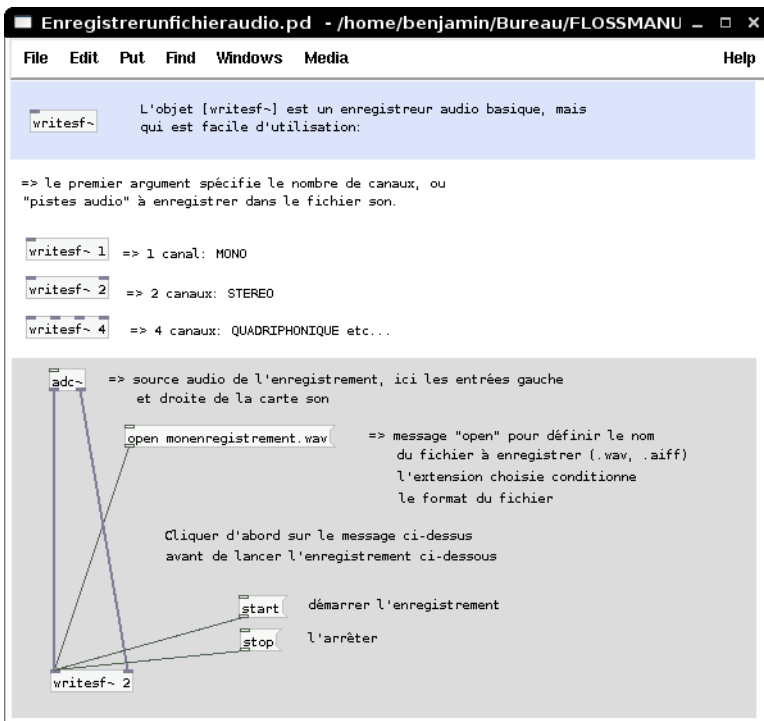 Enregistrerunfichieraudio.pd - /home/benjamin/Bureau/FLOSSMANU
File Edit Put Find Windows Media Help
writesf~
L'objet [writesf~] est un enregistreur audio basique, mais
qui est facile d'utilisation:
=> le premier argument spécifie le nombre de canaux, ou
"pistes audio" à enregistrer dans le fichier son.
writesf~ 1 => 1 canal: MONO
writesf~ 2 => 2 canaux: STEREO
writesf~ 4 => 4 canaux: QUADRIPHONIQUE etc...
adc~ => source audio de l'enregistrement, ici les entrées gauche
et droite de la carte son
open monenregistrement.wav => message "open" pour définir le nom
du fichier à enregistrer (.wav, .aiff)
l'extension choisie conditionne
le format du fichier
Cliquer d'abord sur le message ci-dessus
avant de lancer l'enregistrement ci-dessous
start démarrer l'enregistrement
stop l'arrêter
writesf~ 2